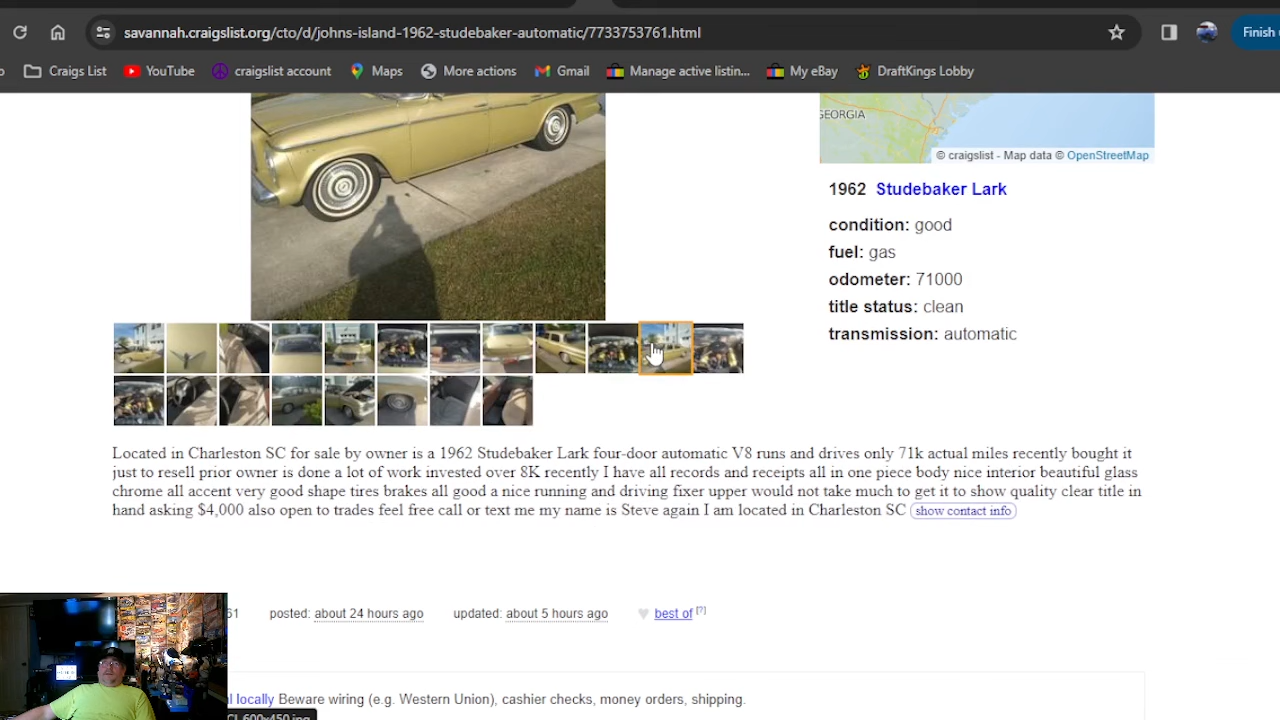 savannah.craigslist.org/cto/d/johns-island-1962-studebaker-automatic/7733753761.html
Finish
Craigs List
YouTube
craigslist account
Maps
More actions
Gmail
Manage active listin...
My eBay
DraftKings Lobby
GEORGIA
© craigslist - Map data © OpenStreetMap
1962 Studebaker Lark
condition: good
fuel: gas
odometer: 71000
title status: clean
transmission: automatic
Located in Charleston SC for sale by owner is a 1962 Studebaker Lark four-door automatic V8 runs and drives only 71k actual miles recently bought it
just to resell prior owner is done a lot of work invested over 8K recently I have all records and receipts all in one piece body nice interior beautiful glass
chrome all accent very good shape tires brakes all good a nice running and driving fixer upper would not take much to get it to show quality clear title in
hand asking $4,000 also open to trades feel free call or text me my name is Steve again I am located in Charleston SC show contact info
61 posted: about 24 hours ago updated: about 5 hours ago best of [?]
l locally Beware wiring (e.g. Western Union), cashier checks, money orders, shipping.
CL 600x450.jpg